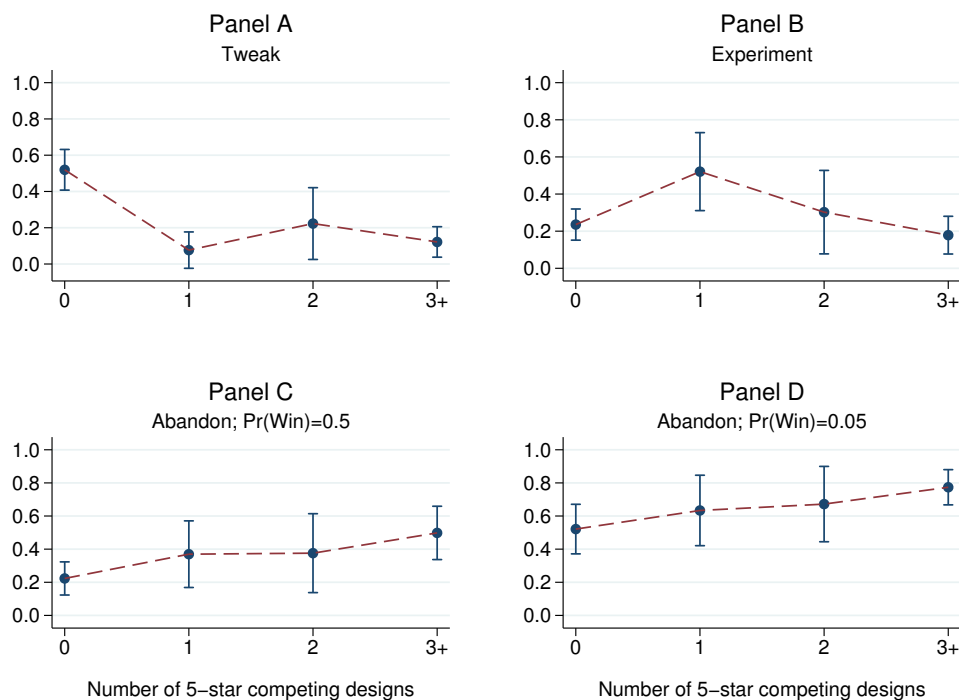 Panel A
Tweak
1.0
0.8
0.6
0.4
0.2
0.0
0 1 2 3+
Panel B
Experiment
1.0
0.8
0.6
0.4
0.2
0.0
0 1 2 3+
Panel C
Abandon; Pr(Win)=0.5
1.0
0.8
0.6
0.4
0.2
0.0
0 1 2 3+
Number of 5−star competing designs
Panel D
Abandon; Pr(Win)=0.05
1.0
0.8
0.6
0.4
0.2
0.0
0 1 2 3+
Number of 5−star competing designs